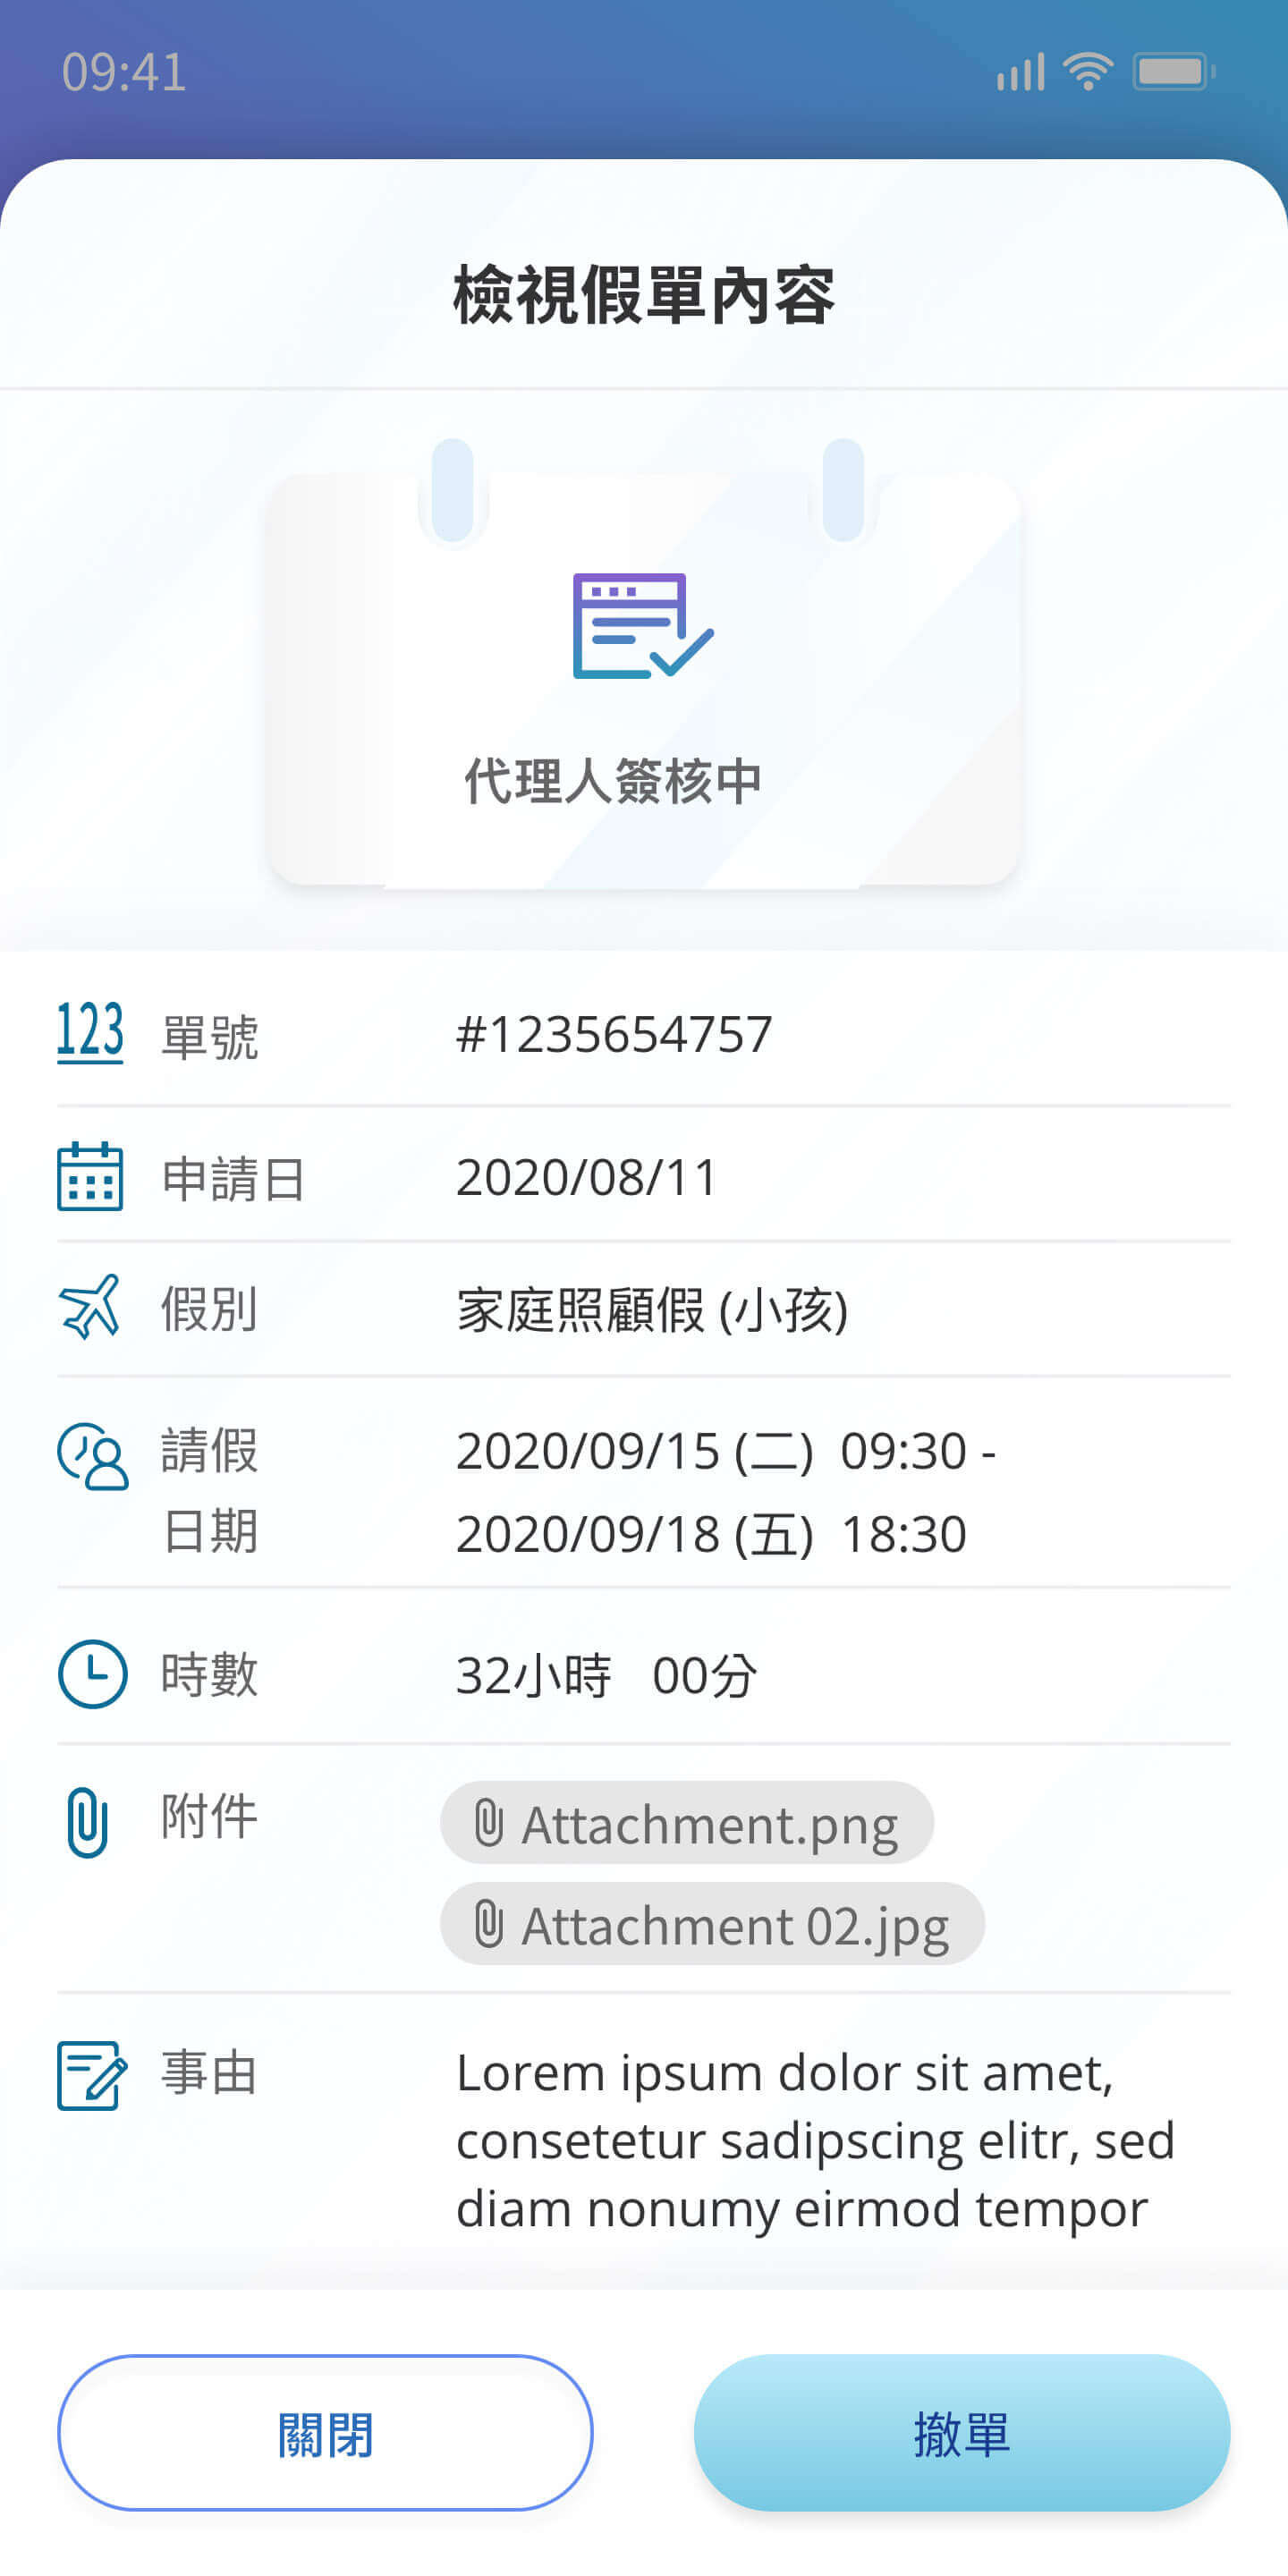 09:41
檢視假單內容
代理人簽核中
123 單號 #1235654757
申請日 2020/08/11
假別 家庭照顧假 (小孩)
請假 2020/09/15 (二) 09:30 -
日期 2020/09/18 (五) 18:30
時數 32小時 00分
附件 Attachment.png
Attachment 02.jpg
事由 Lorem ipsum dolor sit amet,
consetetur sadipscing elitr, sed
diam nonumy eirmod tempor
關閉 撤單